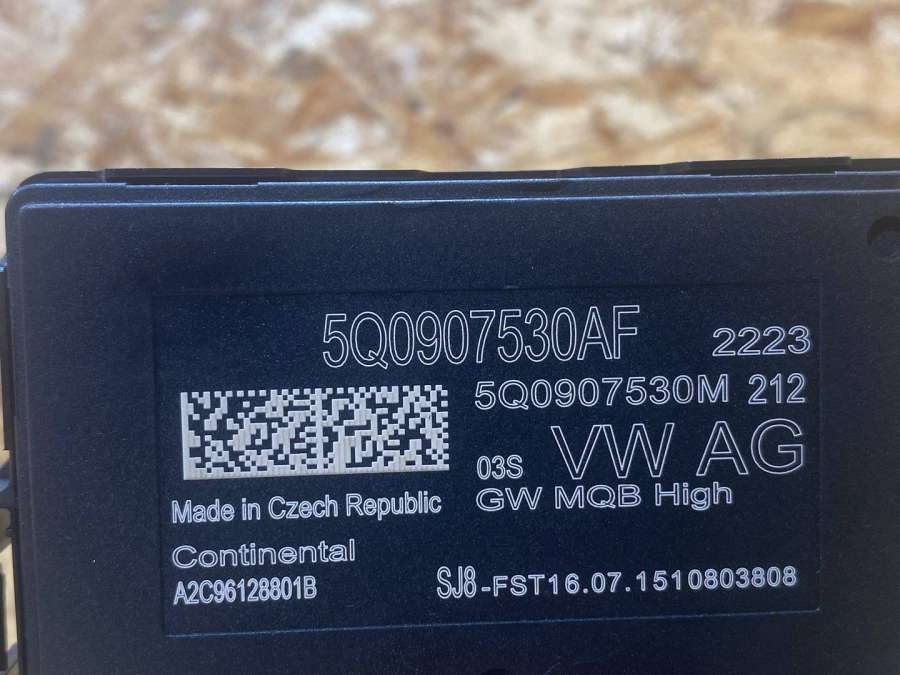 5Q0907530AF 2223
5Q0907530M 212
03S VW AG
GW MQB High
Made in Czech Republic
Continental
A2C96128801B SJ8-FST16.07.1510803808